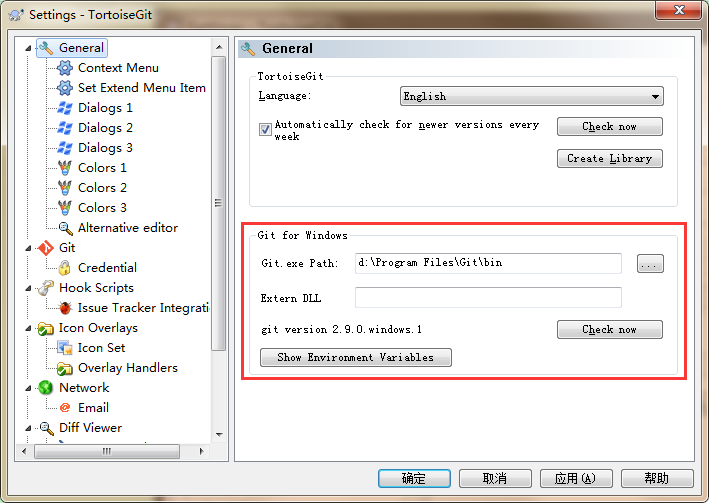 Settings - TortoiseGit
General
Context Menu
Set Extend Menu Item
Dialogs 1
Dialogs 2
Dialogs 3
Colors 1
Colors 2
Colors 3
Alternative editor
Git
Credential
Hook Scripts
Issue Tracker Integratio
Icon Overlays
Icon Set
Overlay Handlers
Network
Email
Diff Viewer
General
TortoiseGit
Language:
English
Automatically check for newer versions every
week
Check now
Create Library
Git for Windows
Git.exe Path:
d:\Program Files\Git\bin
...
Extern DLL
git version 2.9.0.windows.1
Check now
Show Environment Variables
确定
取消
应用(A)
帮助